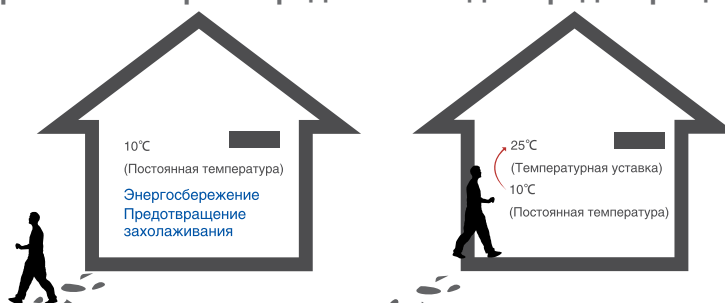 10℃
(Постоянная температура)
Энергосбережение
Предотвращение
захолаживания
25℃
(Температурная уставка)
10℃
(Постоянная температура)